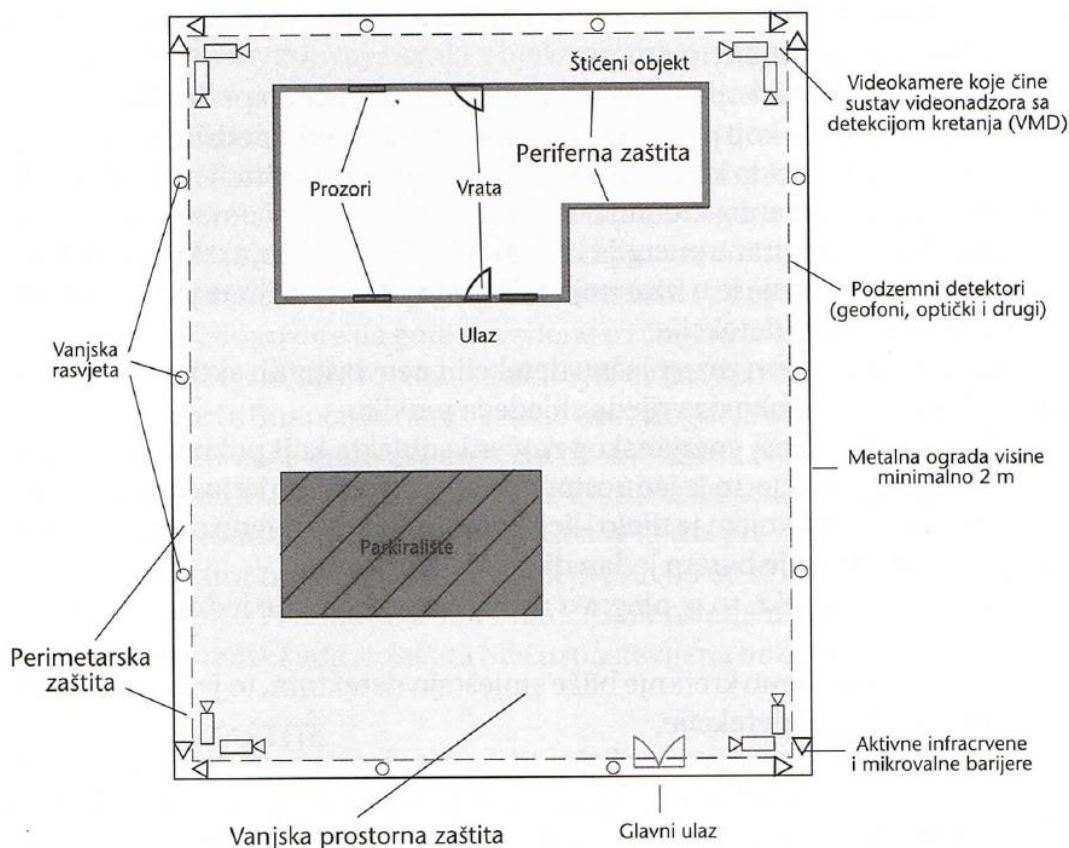 Štićeni objekt
Videokamere koje čine
sustav videonadzora sa
detekcijom kretanja (VMD)
Periferna zaštita
Prozori
Vrata
Podzemni detektori
(geofoni, optički i drugi)
Ulaz
Vanjska
rasvjeta
Metalna ograda visine
minimalno 2 m
Parkiralište
Perimetarska
zaštita
Aktivne infracrvene
i mikrovalne barijere
Glavni ulaz
Vanjska prostorna zaštita